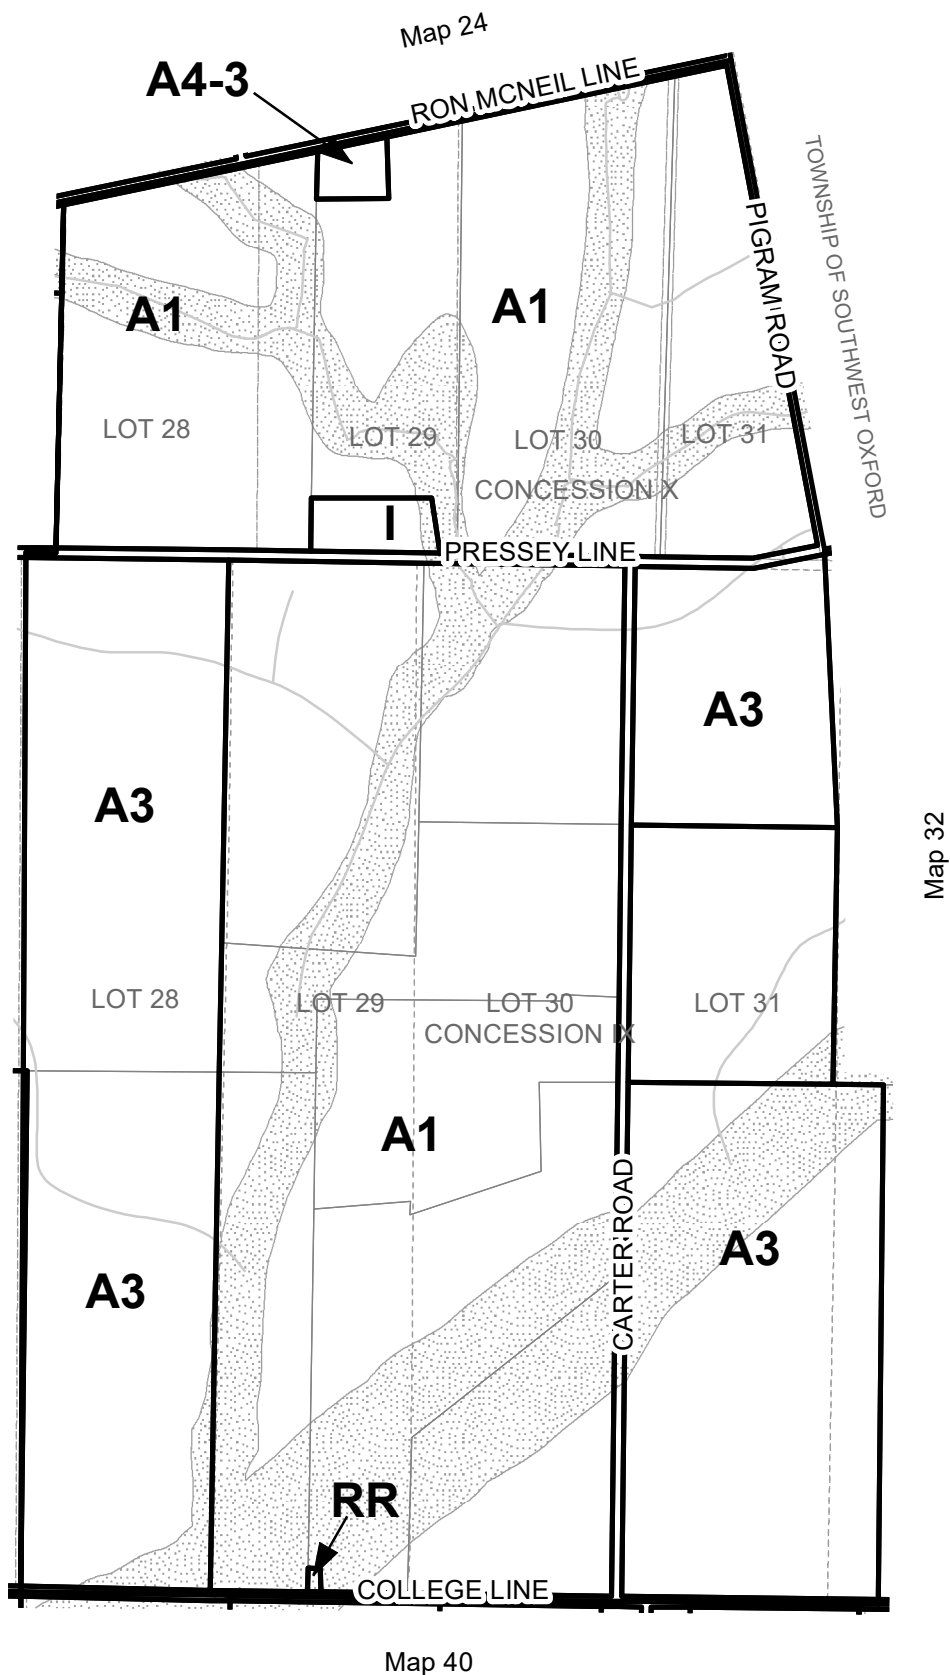 Map 24
A4-3
RON MCNEIL LINE
TOWNSHIP OF SOUTHWEST OXFORD
PIGRAM ROAD
A1
A1
LOT 28
LOT 29
LOT 30
LOT 31
CONCESSION X
I
PRESSEY LINE
A3
A3
Map 32
LOT 28
LOT 29
LOT 30
LOT 31
CONCESSION IX
A1
CARTER ROAD
A3
A3
RR
COLLEGE LINE
Map 40